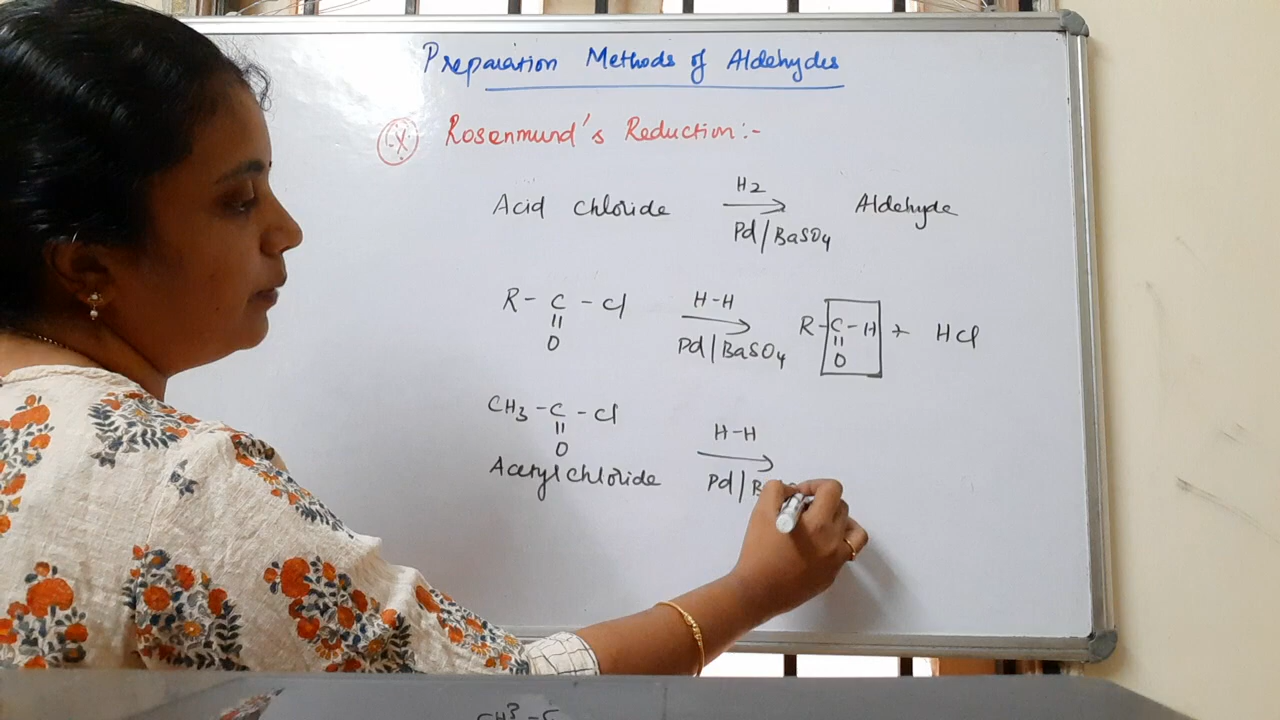 Preparation Methods of Aldehydes
* Rosenmund's Reduction:-
H2
Acid chloride → Aldehyde
Pd/BaSO4
R-C-Cl H-H → R-C-H + HCl
|| Pd/BaSO4 ||
O O
CH3-C-Cl H-H →
|| Pd/B
O
Acetyl chloride
CH3-C